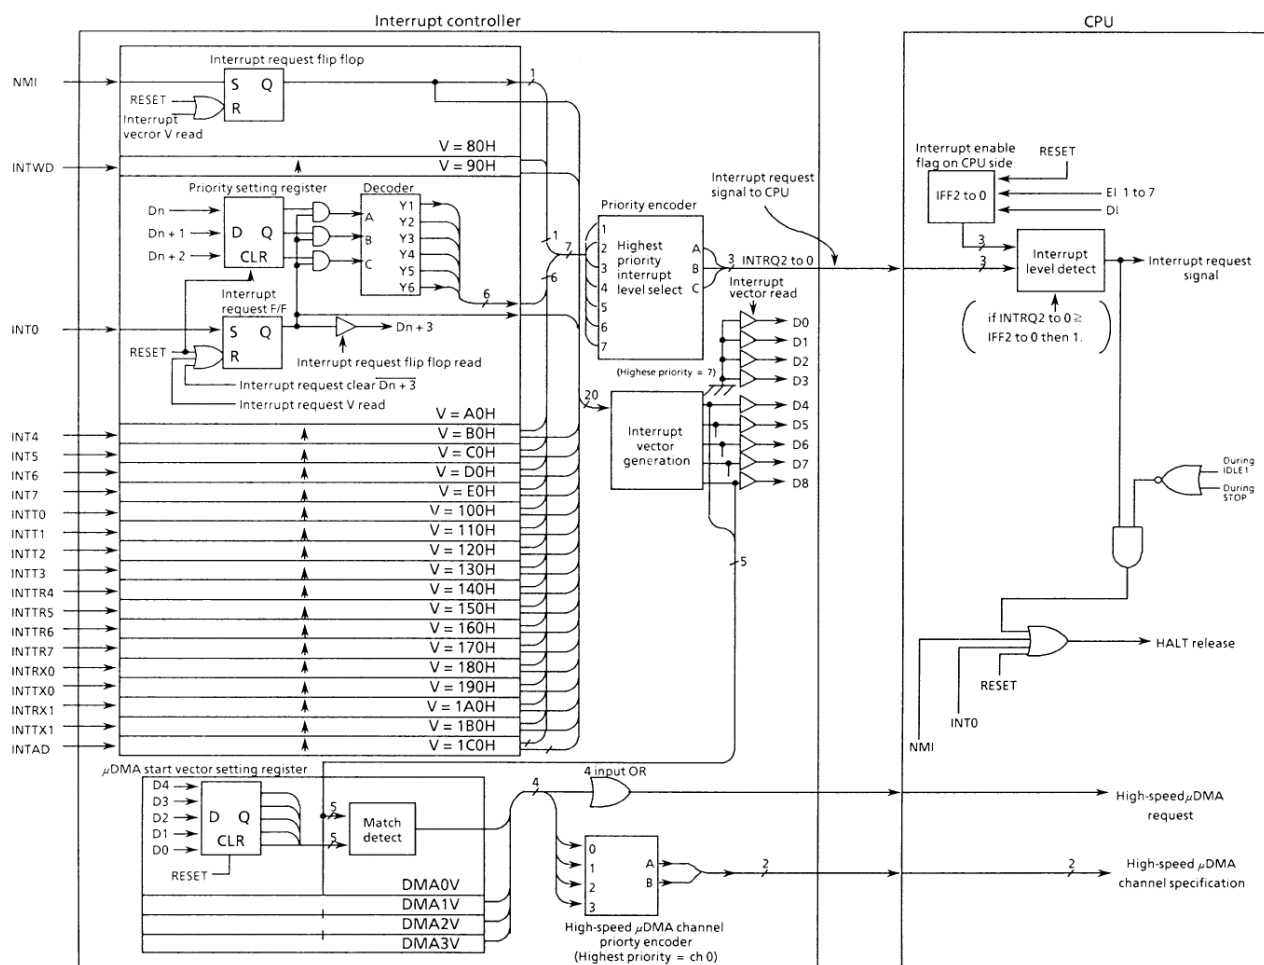 Interrupt controller
CPU
Interrupt request flip flop
NMI
S Q
R
RESET
Interrupt
vecror V read
1
V = 80H
INTWD
V = 90H
Priority setting register
Decoder
Dn
Dn + 1
Dn + 2
D Q
CLR
A
B
C
Y1
Y2
Y3
Y4
Y5
Y6
6
1
7
6
Interrupt
request F/F
INT0
S Q
R
Dn + 3
RESET
Interrupt request flip flop read
Interrupt request clear Dn + 3
Interrupt request V read
V = A0H
INT4
V = B0H
INT5
V = C0H
INT6
V = D0H
INT7
V = E0H
INTT0
V = 100H
INTT1
V = 110H
INTT2
V = 120H
INTT3
V = 130H
INTTR4
V = 140H
INTTR5
V = 150H
INTTR6
V = 160H
INTTR7
V = 170H
INTRX0
V = 180H
INTTX0
V = 190H
INTRX1
V = 1A0H
INTTX1
V = 1B0H
INTAD
V = 1C0H
Priority encoder
1
2
3
4
5
6
7
Highest
priority
interrupt
level select
A
B
C
(Highese priority = 7)
Interrupt request
signal to CPU
3 INTRQ2 to 0
Interrupt
vector read
D0
D1
D2
D3
D4
D5
D6
D7
D8
20
Interrupt
vector
generation
5
Interrupt enable
flag on CPU side
RESET
IFF2 to 0
EI 1 to 7
DI
3
3
Interrupt
level detect
Interrupt request
signal
if INTRQ2 to 0 ≥
IFF2 to 0 then 1.
During
IDLE1
During
STOP
HALT release
RESET
INT0
NMI
μDMA start vector setting register
D4
D3
D2
D1
D0
D Q
CLR
RESET
5
5
Match
detect
DMA0V
DMA1V
DMA2V
DMA3V
4
4 input OR
High-speed μDMA
request
0
1
2
3
A
B
2
2
High-speed μDMA
channel specification
High-speed μDMA channel
priorty encoder
(Highest priority = ch 0)